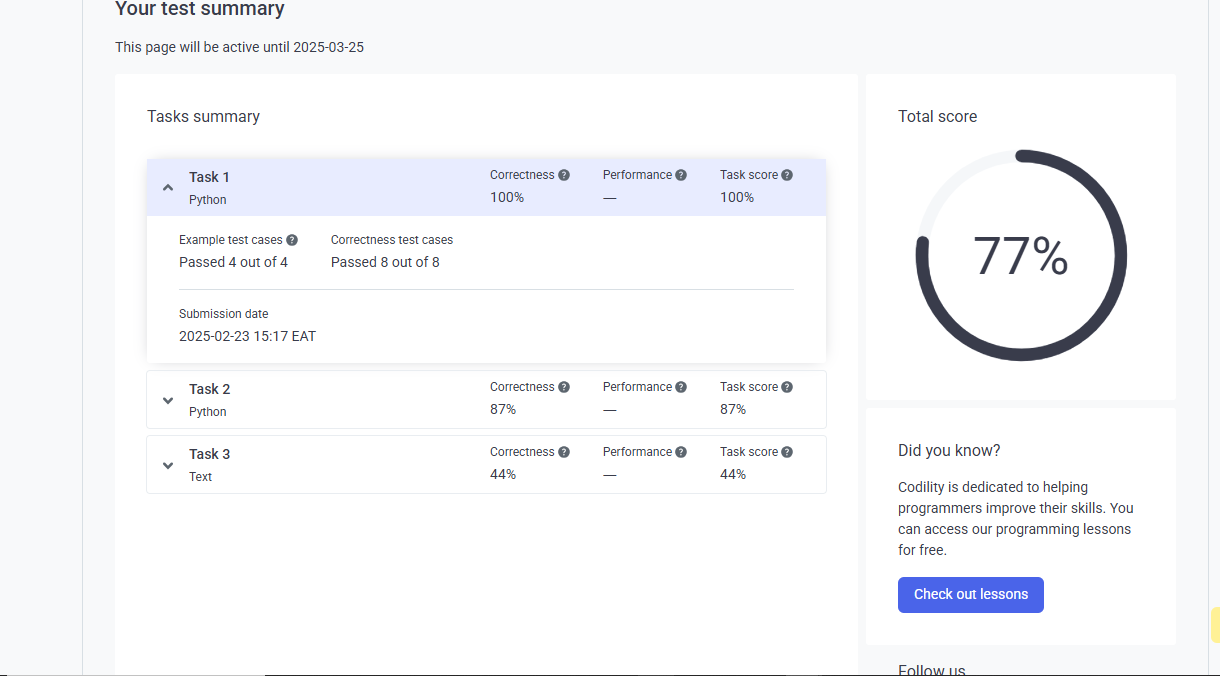 Your test summary
This page will be active until 2025-03-25
Tasks summary
Task 1
Python
Correctness ?
100%
Performance ?
—
Task score ?
100%
Example test cases ?
Passed 4 out of 4
Correctness test cases
Passed 8 out of 8
Submission date
2025-02-23 15:17 EAT
Task 2
Python
Correctness ?
87%
Performance ?
—
Task score ?
87%
Task 3
Text
Correctness ?
44%
Performance ?
—
Task score ?
44%
Total score
77%
Did you know?
Codility is dedicated to helping
programmers improve their skills. You
can access our programming lessons
for free.
Check out lessons
Follow us